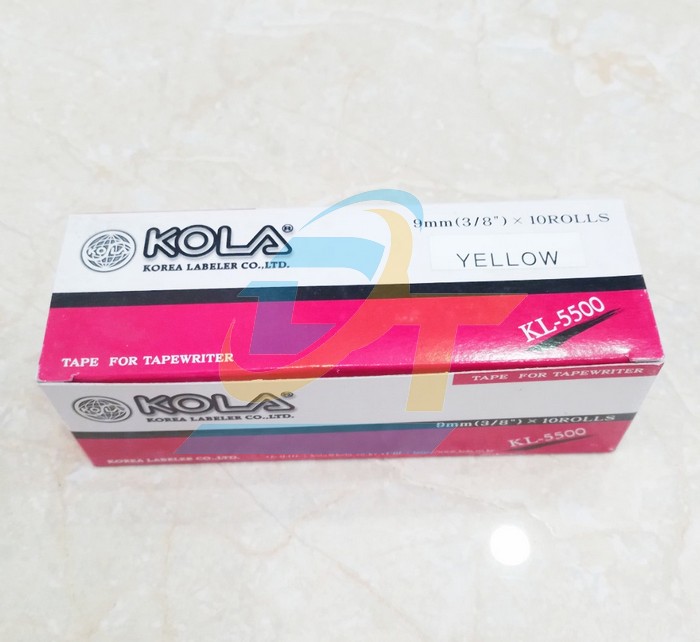 KOLA®
KOREA LABELER CO.,LTD.
9mm(3/8") × 10ROLLS
YELLOW
KL-5500
TAPE FOR TAPEWRITER
TAPE FOR TAPEWRITER
KOLA®
KOREA LABELER CO.,LTD.
9mm(3/8") × 10ROLLS
KL-5500
KOREA LABELER CO.,LTD.